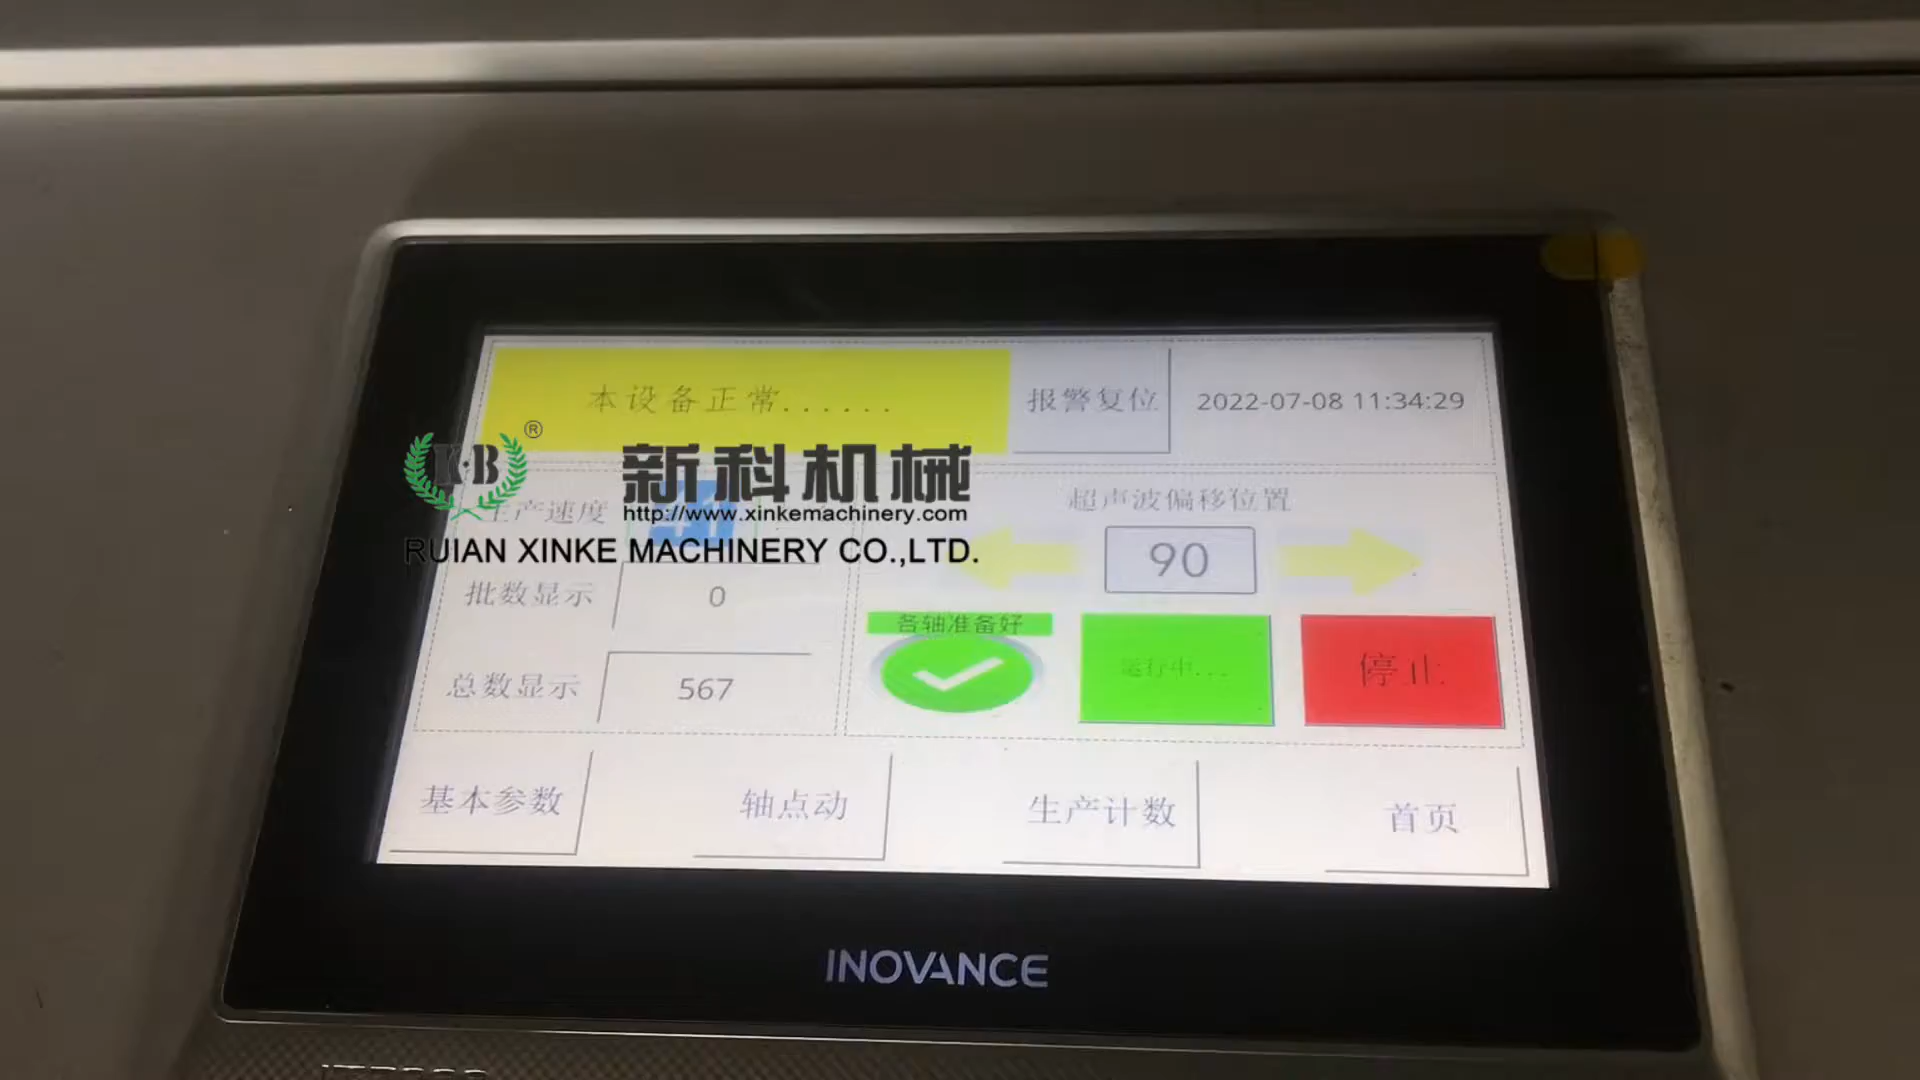 本设备正常......
报警复位
2022-07-08 11:34:29
K·B®
新科机械
http://www.xinkemachinery.com
RUIAN XINKE MACHINERY CO.,LTD.
生产速度
超声波偏移位置
90
批数显示
0
各轴准备好
运行中...
停止
总数显示
567
基本参数
轴点动
生产计数
首页
INOVANCE